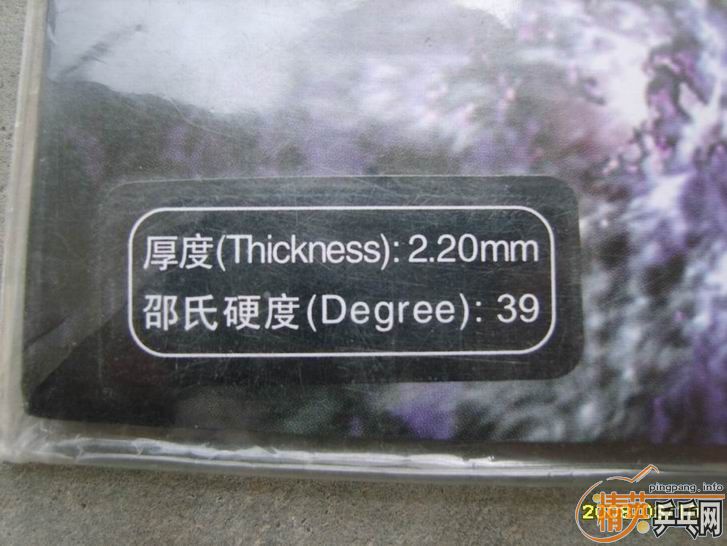 厚度(Thickness): 2.20mm
邵氏硬度(Degree): 39
pingpang.info
精英乒乓网